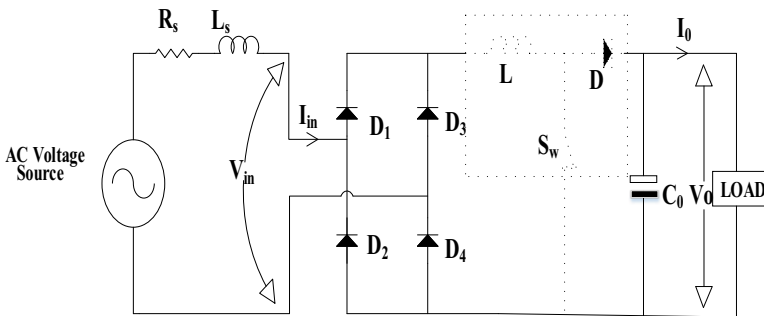 Rs Ls
I0
L
D
Iin
D1 D3
Sw
AC Voltage
Source
Vin
C0 Vo LOAD
D2 D4